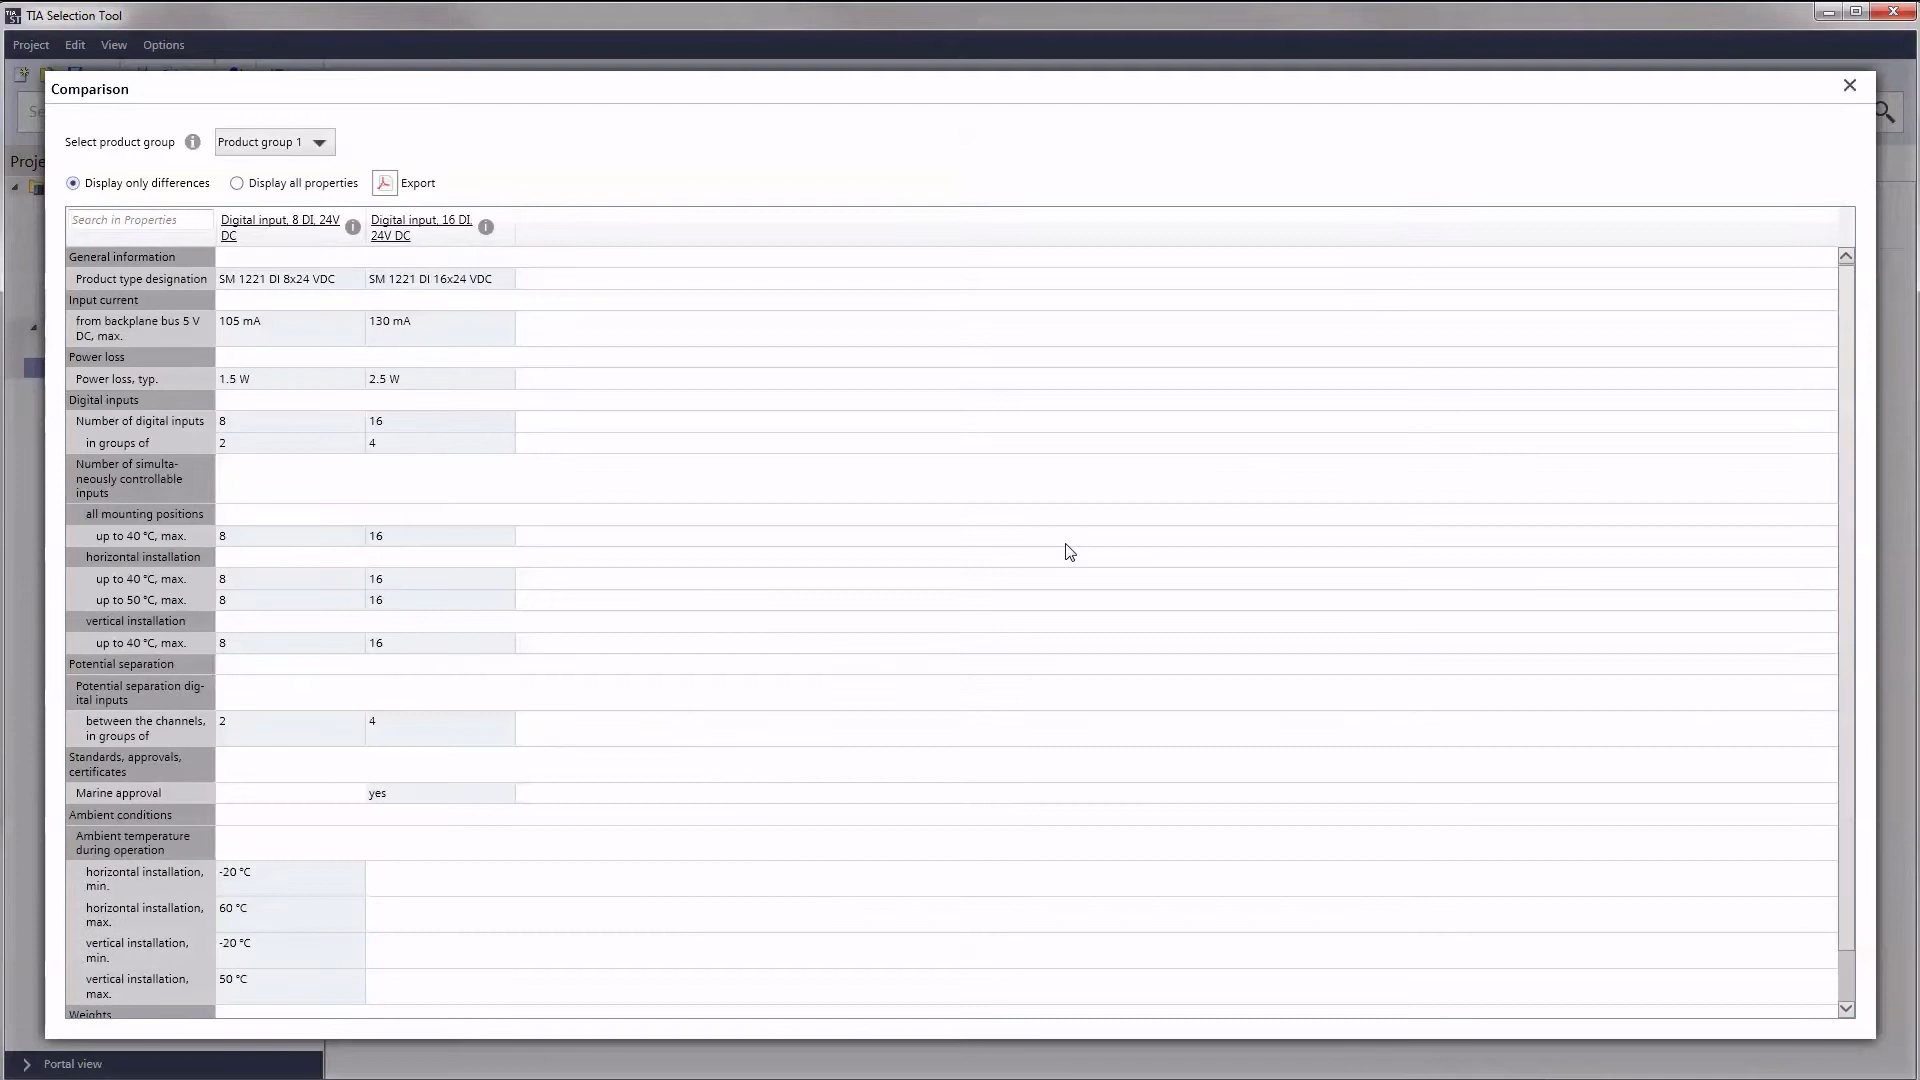 TIA Selection Tool
Project Edit View Options
Comparison
Select product group i Product group 1
Proje
Display only differences Display all properties Export
Search in Properties Digital input, 8 DI, 24V Digital input, 16 DI,
DC 24V DC
General information
Product type designation SM 1221 DI 8x24 VDC SM 1221 DI 16x24 VDC
Input current
from backplane bus 5 V 105 mA 130 mA
DC, max.
Power loss
Power loss, typ. 1.5 W 2.5 W
Digital inputs
Number of digital inputs 8 16
in groups of 2 4
Number of simulta-
neously controllable
inputs
all mounting positions
up to 40 °C, max. 8 16
horizontal installation
up to 40 °C, max. 8 16
up to 50 °C, max. 8 16
vertical installation
up to 40 °C, max. 8 16
Potential separation
Potential separation dig-
ital inputs
between the channels, 2 4
in groups of
Standards, approvals,
certificates
Marine approval yes
Ambient conditions
Ambient temperature
during operation
horizontal installation, -20 °C
min.
horizontal installation, 60 °C
max.
vertical installation, -20 °C
min.
vertical installation, 50 °C
max.
Weights
Portal view